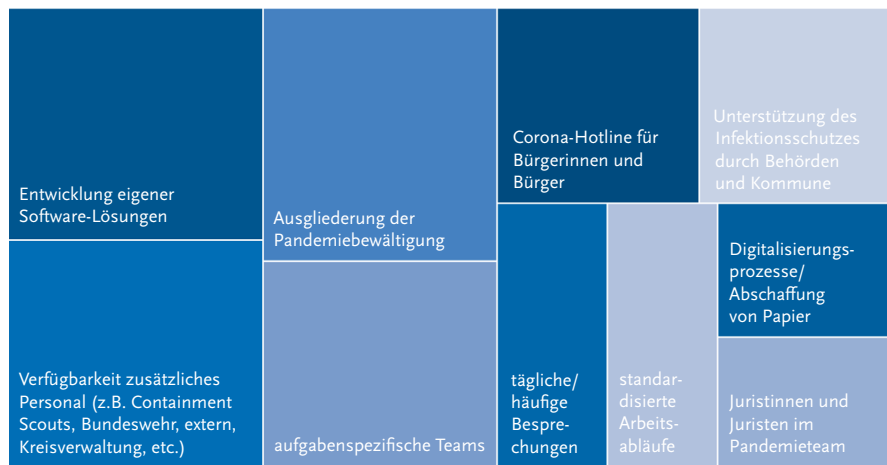 Entwicklung eigener
Software-Lösungen
Ausgliederung der
Pandemiebewältigung
Corona-Hotline für
Bürgerinnen und
Bürger
Unterstützung des
Infektionsschutzes
durch Behörden
und Kommune
Verfügbarkeit zusätzliches
Personal (z.B. Containment
Scouts, Bundeswehr, extern,
Kreisverwaltung, etc.)
aufgabenspezifische Teams
tägliche/
häufige
Bespre-
chungen
standar-
disierte
Arbeits-
abläufe
Digitalisierungs-
prozesse/
Abschaffung
von Papier
Juristinnen und
Juristen im
Pandemieteam